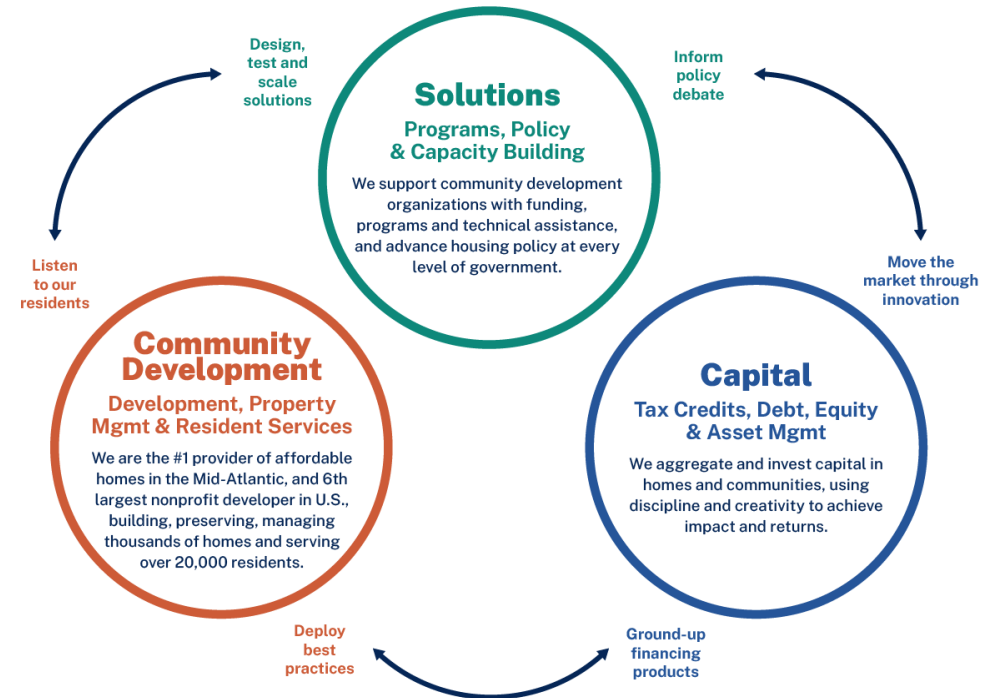 Design,
test and
scale
solutions
Inform
policy
debate
Solutions
Programs, Policy
& Capacity Building
We support community development
organizations with funding,
programs and technical assistance,
and advance housing policy at every
level of government.
Listen
to our
residents
Move the
market through
innovation
Community
Development
Development, Property
Mgmt & Resident Services
We are the #1 provider of affordable
homes in the Mid-Atlantic, and 6th
largest nonprofit developer in U.S.,
building, preserving, managing
thousands of homes and serving
over 20,000 residents.
Capital
Tax Credits, Debt, Equity
& Asset Mgmt
We aggregate and invest capital in
homes and communities, using
discipline and creativity to achieve
impact and returns.
Deploy
best
practices
Ground-up
financing
products